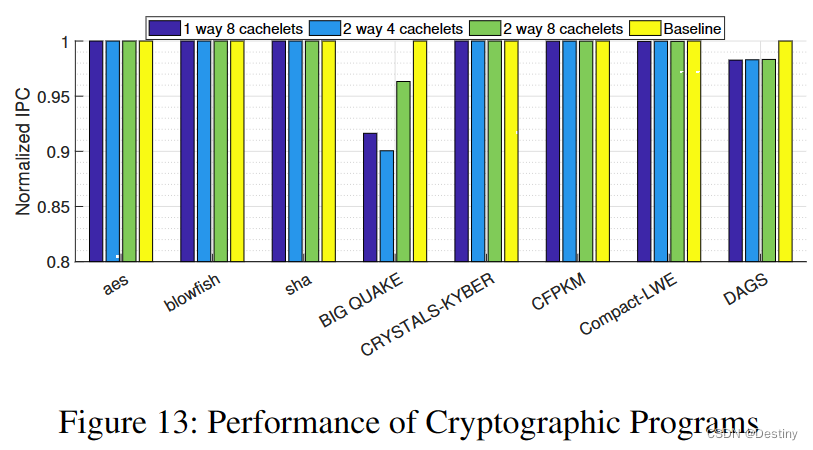 1 way 8 cachelets 2 way 4 cachelets 2 way 8 cachelets Baseline
1
0.95
0.9
0.85
0.8
Normalized IPC
aes
blowfish
sha
BIG QUAKE
CRYSTALS-KYBER
CFPKM
Compact-LWE
DAGS
Figure 13: Performance of Cryptographic Programs
CSDN @Destiny